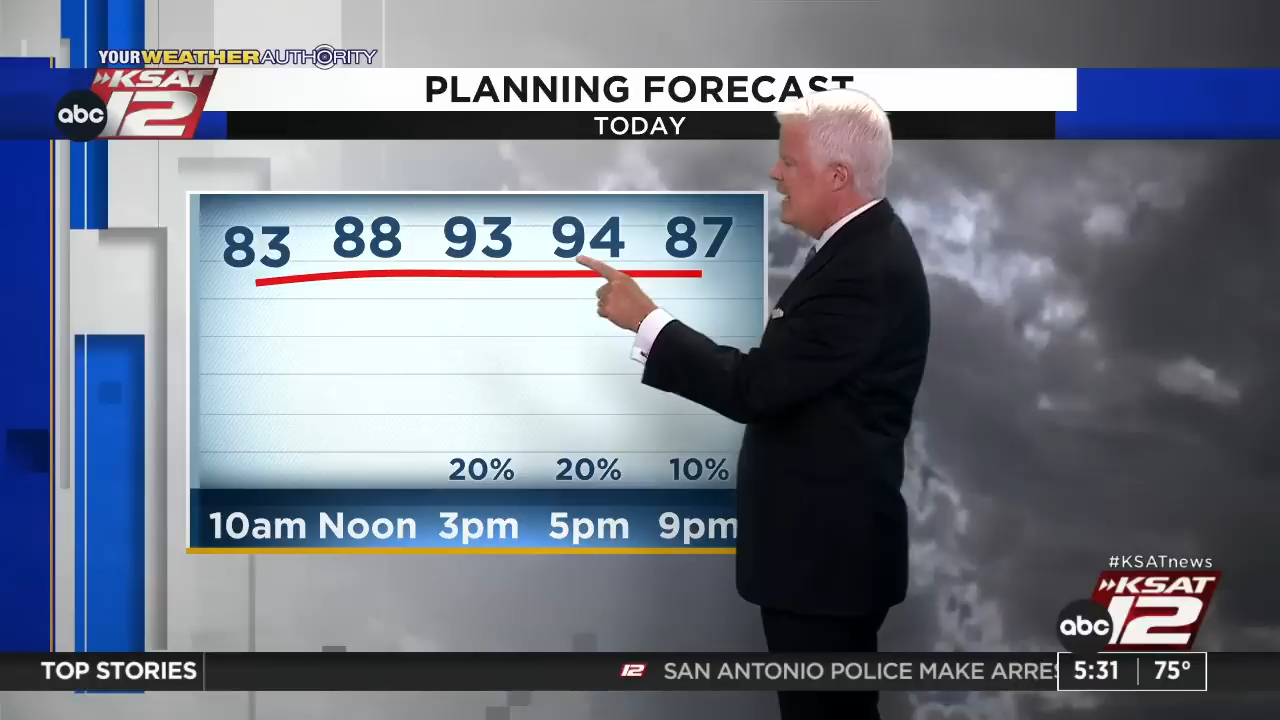 YOURWEATHERAUTHORITY
KSAT
abc 12
PLANNING FORECAST
TODAY
83 88 93 94 87
20% 20% 10%
10am Noon 3pm 5pm 9pm
#KSATnews
KSAT
abc 12
TOP STORIES
12 SAN ANTONIO POLICE MAKE ARRES
5:31 75°